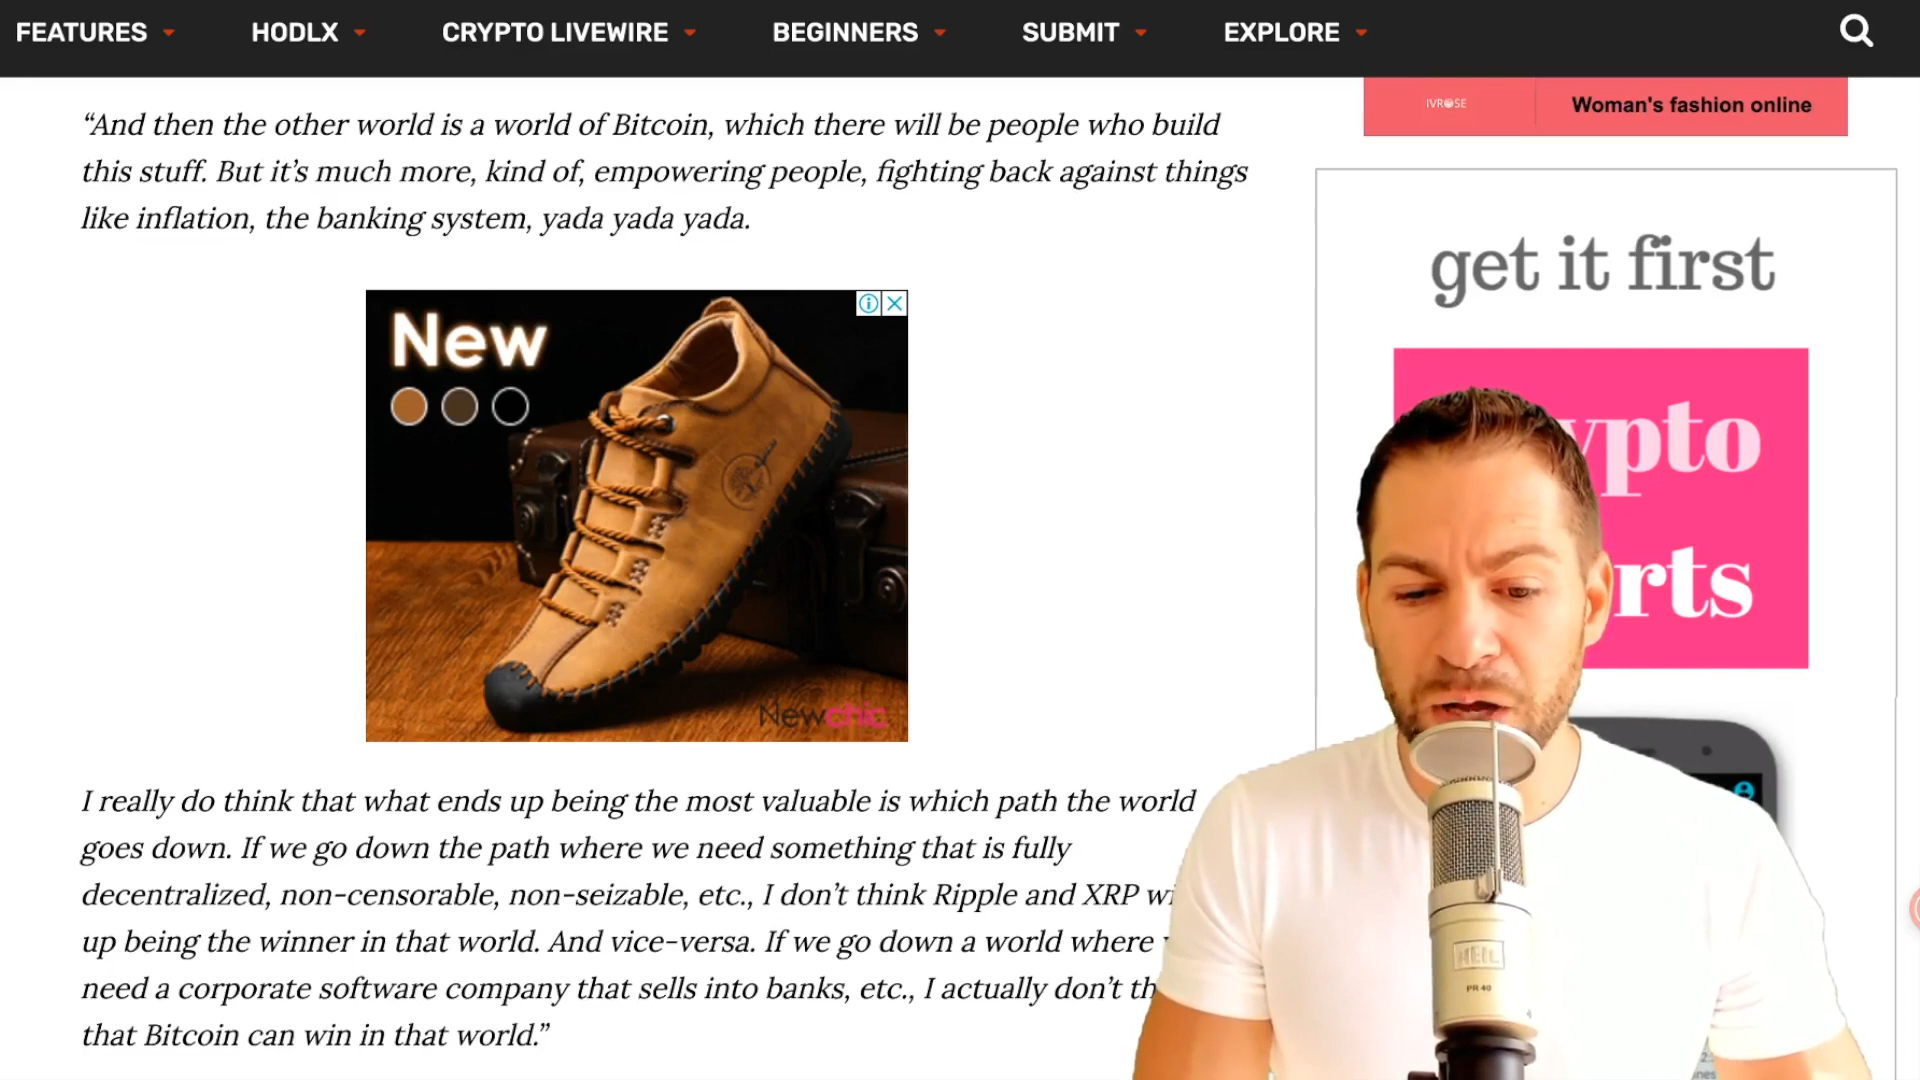 FEATURES HODLX CRYPTO LIVEWIRE BEGINNERS SUBMIT EXPLORE
IVROSE
Woman's fashion online
“And then the other world is a world of Bitcoin, which there will be people who build
this stuff. But it’s much more, kind of, empowering people, fighting back against things
like inflation, the banking system, yada yada yada.
get it first
New
Newchic
I really do think that what ends up being the most valuable is which path the world
goes down. If we go down the path where we need something that is fully
decentralized, non-censorable, non-seizable, etc., I don’t think Ripple and XRP
up being the winner in that world. And vice-versa. If we go down a world where
need a corporate software company that sells into banks, etc., I actually don’t
that Bitcoin can win in that world.”
HEIL
PR 40